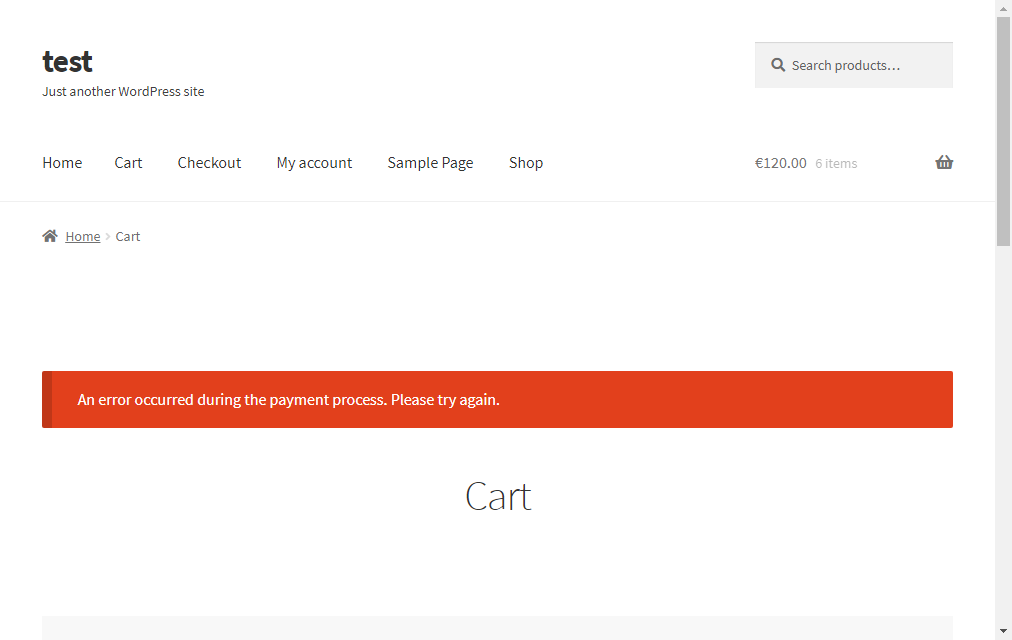 test
Just another WordPress site
Search products…
Home Cart Checkout My account Sample Page Shop
€120.00 6 items
Home Cart
An error occurred during the payment process. Please try again.
Cart